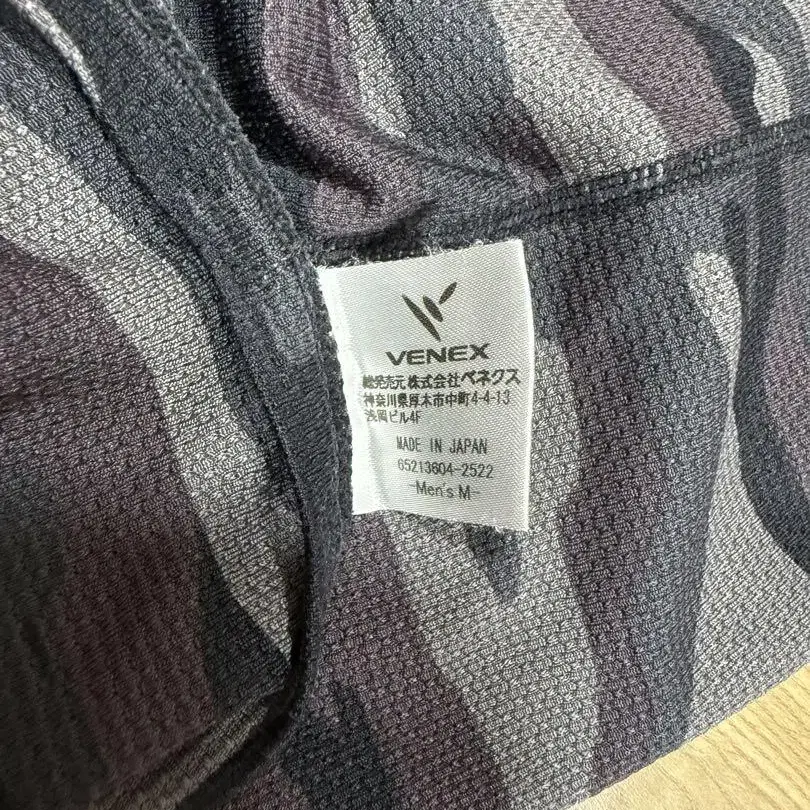 VENEX
総発売元 株式会社ベネクス
神奈川県厚木市中町4-4-13
浅岡ビル4F
MADE IN JAPAN
65213604-2522
-Men's M-